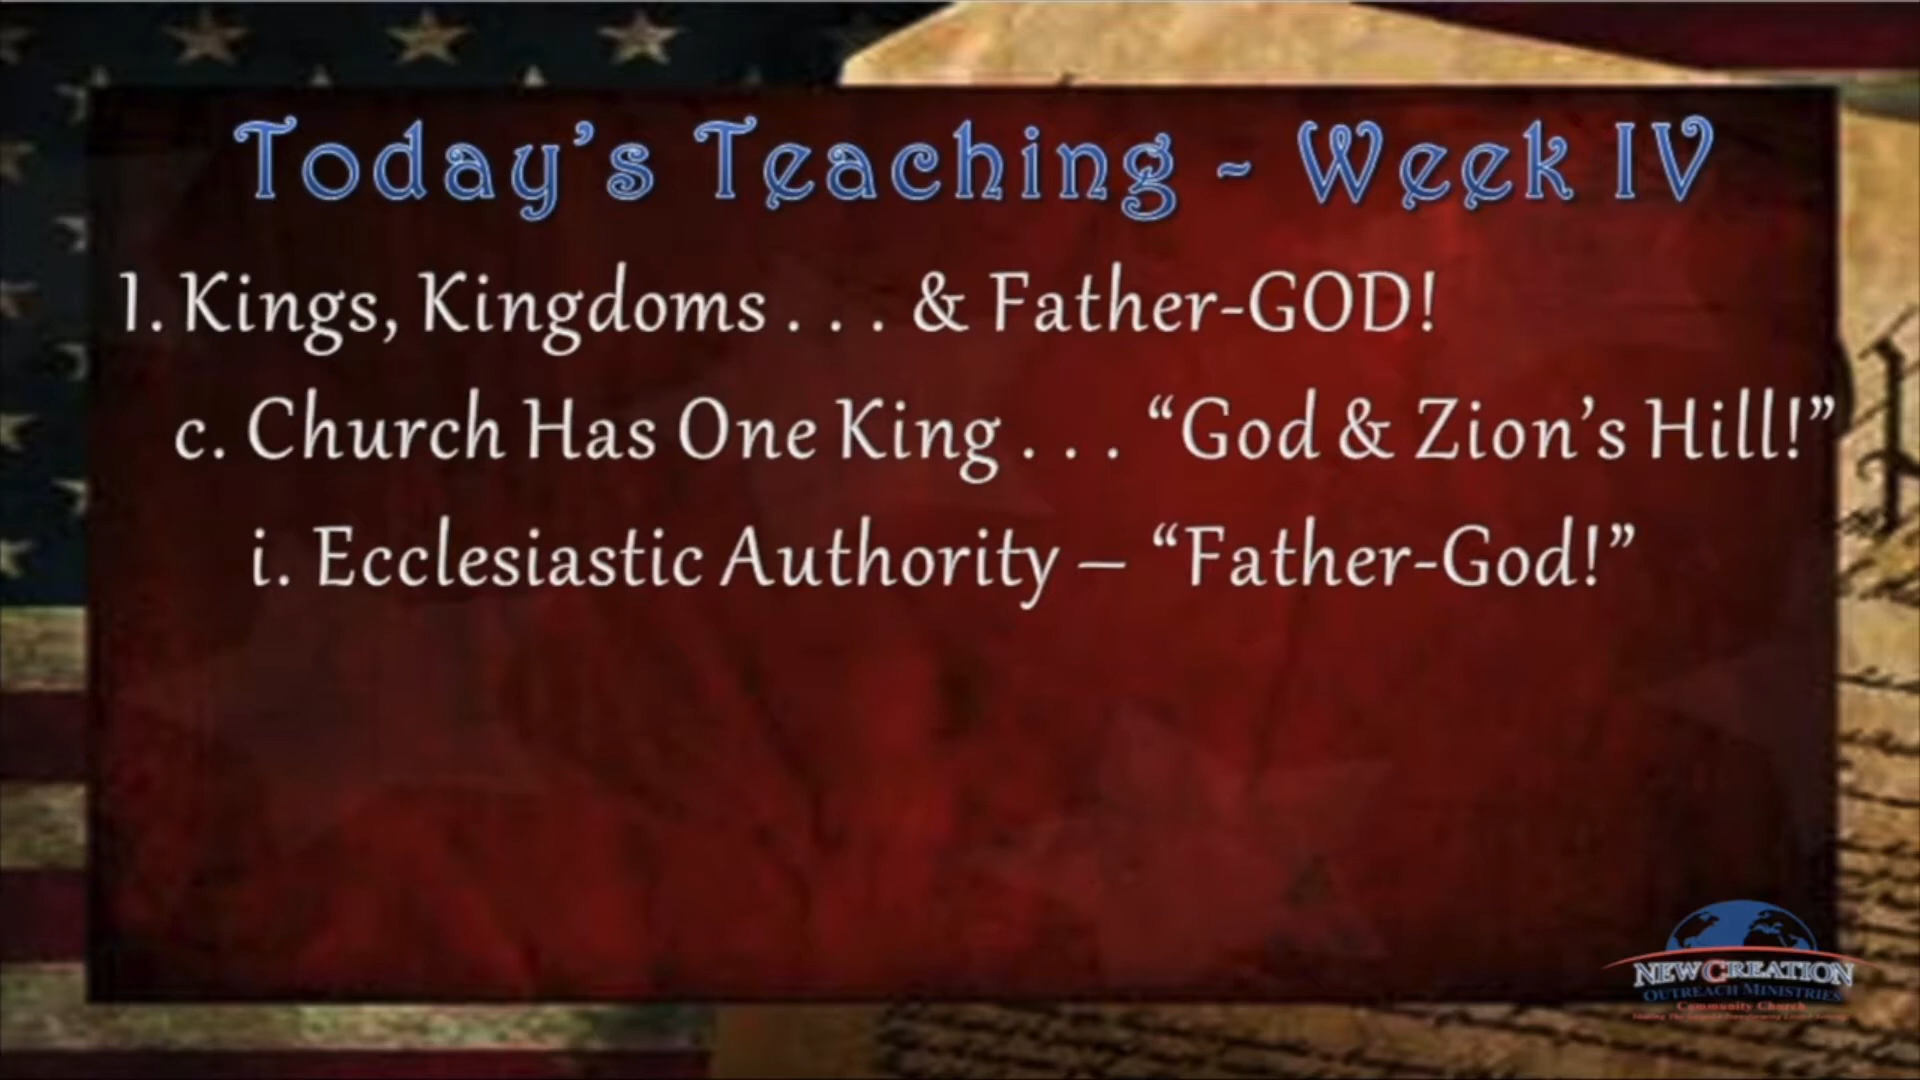 Today's Teaching - Week IV
1. Kings, Kingdoms . . . & Father-GOD!
c. Church Has One King . . . “God & Zion’s Hill!”
i. Ecclesiastic Authority – “Father-God!”
NEW CREATION
OUTREACH MINISTRIES
Community Church